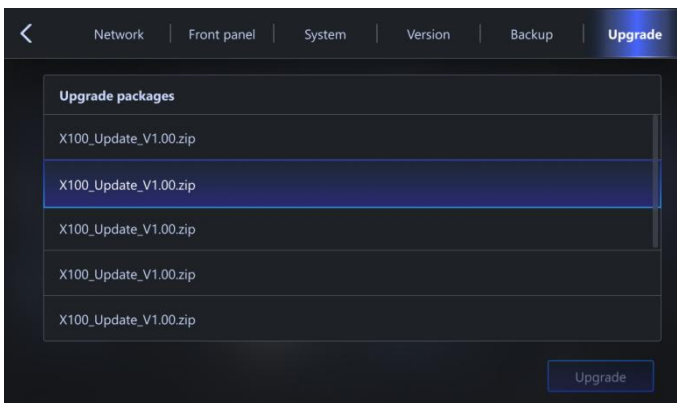 Network Front panel System Version Backup Upgrade
Upgrade packages
X100_Update_V1.00.zip
X100_Update_V1.00.zip
X100_Update_V1.00.zip
X100_Update_V1.00.zip
X100_Update_V1.00.zip
Upgrade